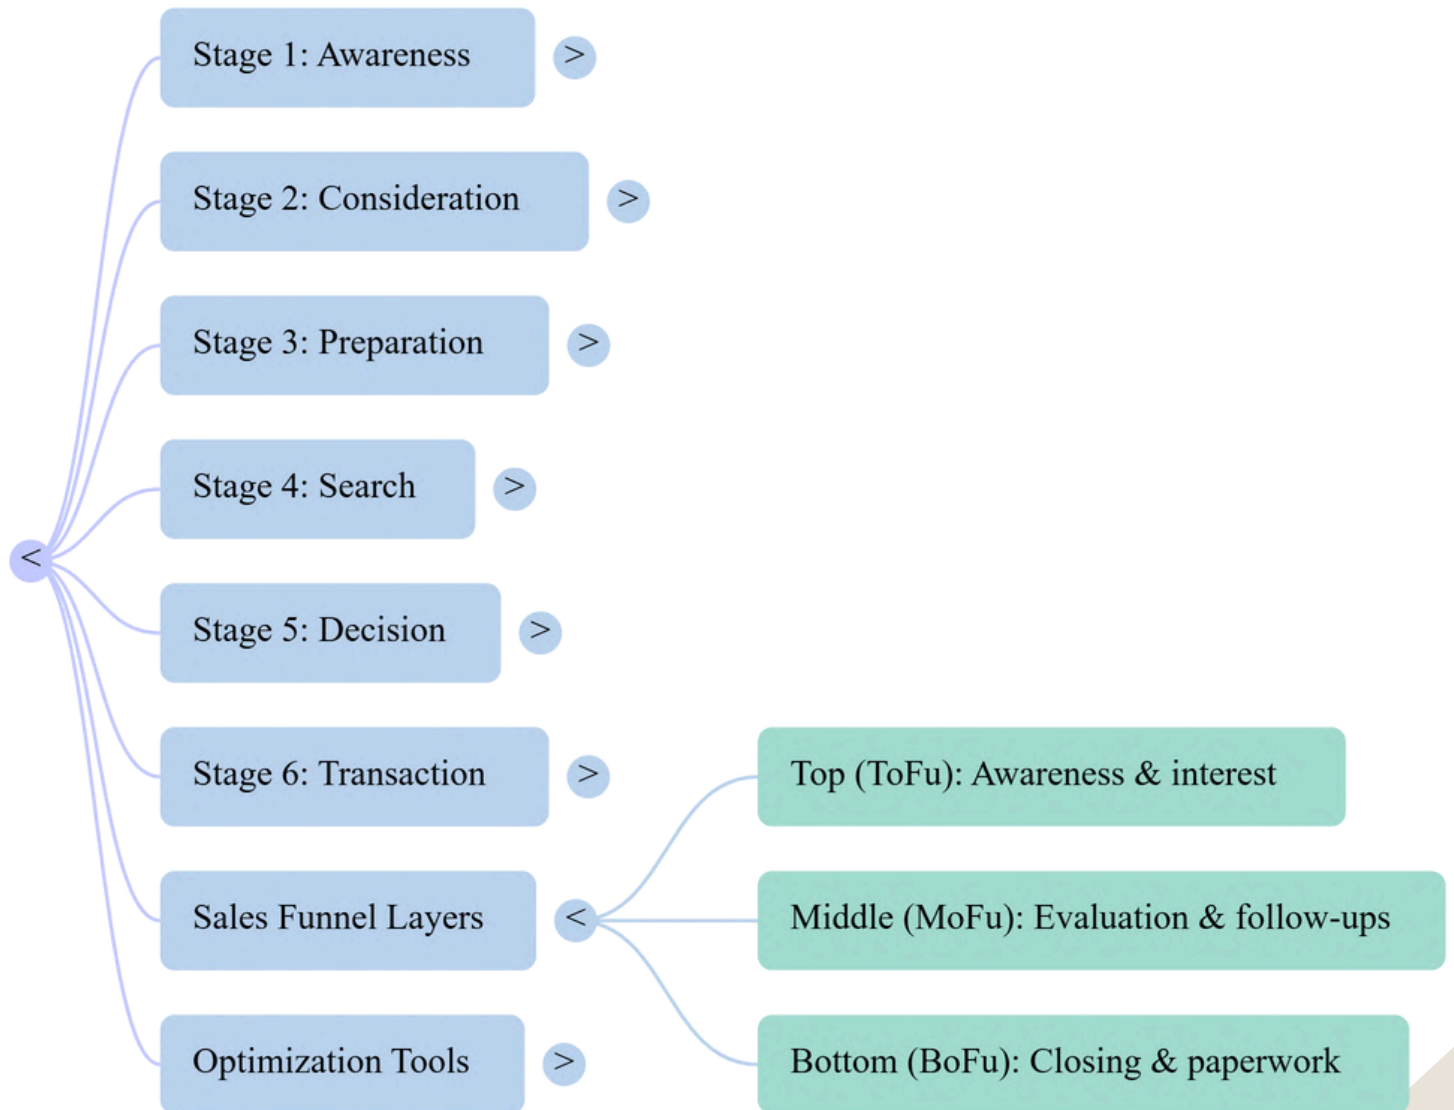 Stage 1: Awareness >
Stage 2: Consideration >
Stage 3: Preparation >
Stage 4: Search >
<
Stage 5: Decision >
Stage 6: Transaction >
Top (ToFu): Awareness & interest
Sales Funnel Layers <
Middle (MoFu): Evaluation & follow-ups
Optimization Tools >
Bottom (BoFu): Closing & paperwork